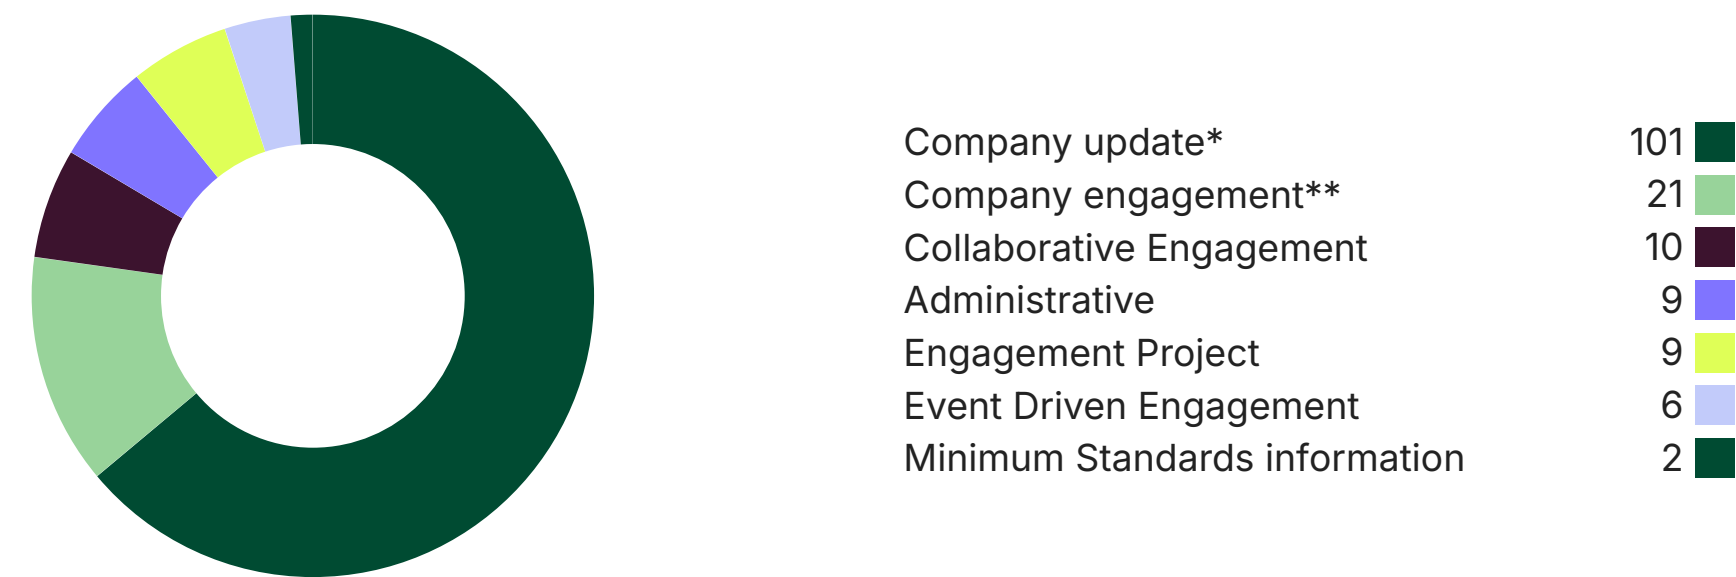 Company update* 101
Company engagement** 21
Collaborative Engagement 10
Administrative 9
Engagement Project 9
Event Driven Engagement 6
Minimum Standards information 2